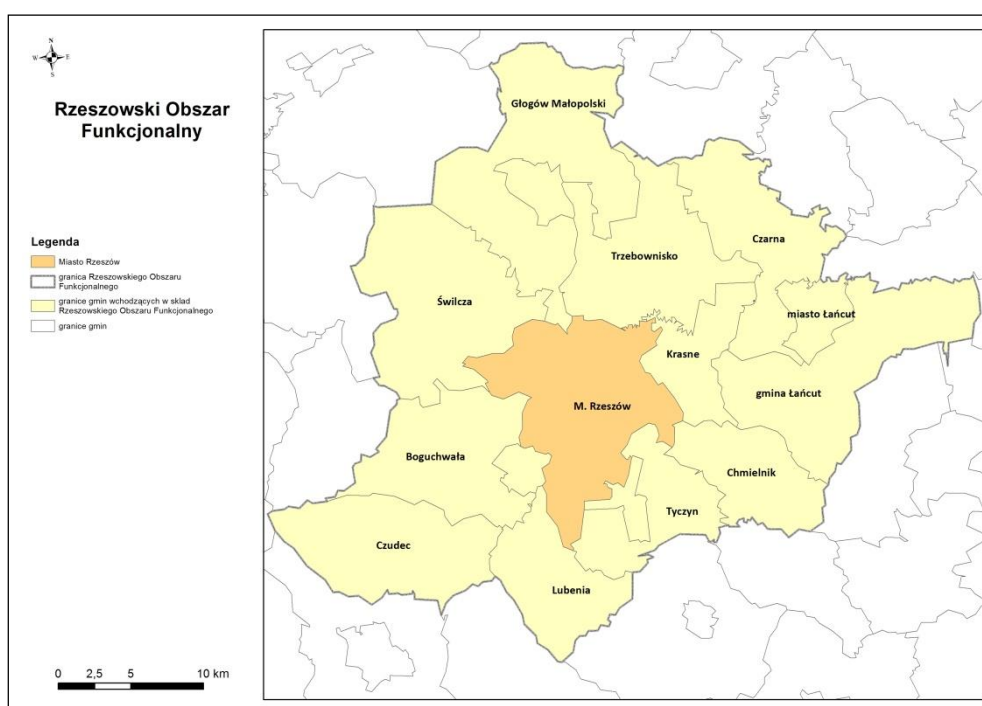 N
W E
S
Rzeszowski Obszar
Funkcjonalny
Legenda
Miasto Rzeszów
granica Rzeszowskiego Obszaru
Funkcjonalnego
granice gmin wchodzących w skład
Rzeszowskiego Obszaru Funkcjonalnego
granice gmin
0 2,5 5 10 km
Głogów Małopolski
Trzebownisko
Czarna
Świlcza
miasto Łańcut
Krasne
gmina Łańcut
M. Rzeszów
Boguchwała
Chmielnik
Tyczyn
Czudec
Lubenia